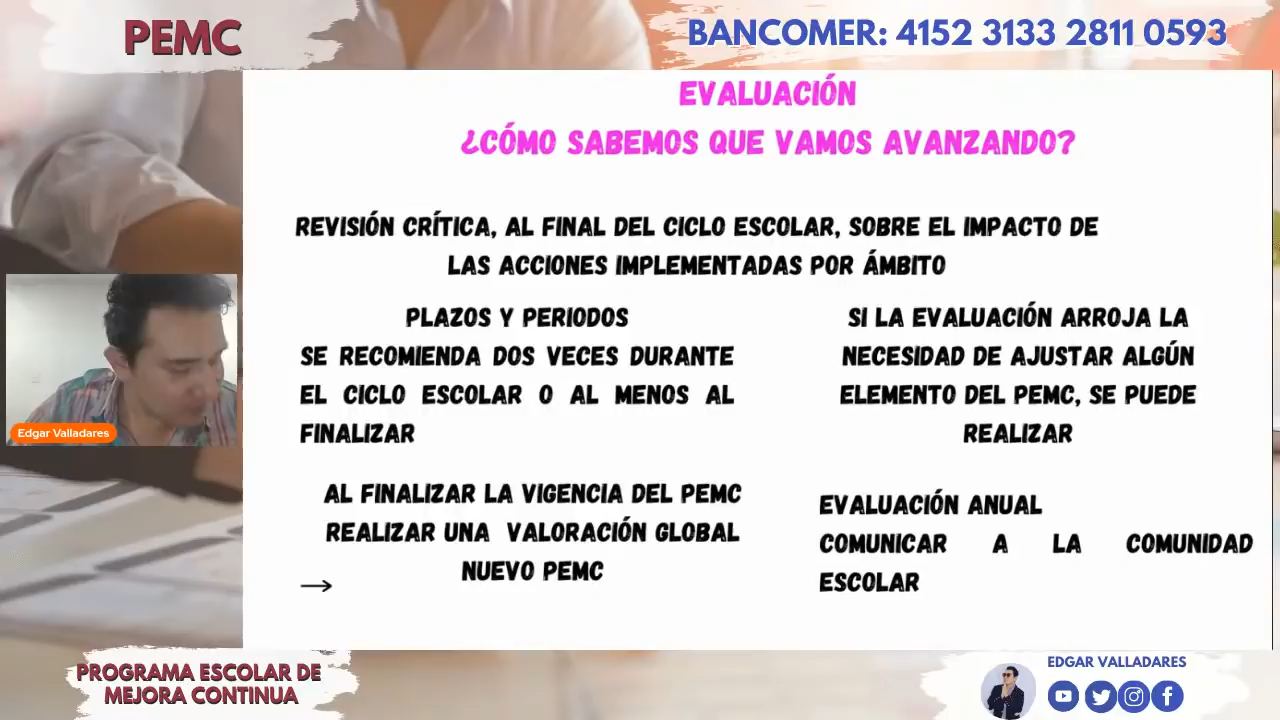 PEMC
BANCOMER: 4152 3133 2811 0593
EVALUACIÓN
¿CÓMO SABEMOS QUE VAMOS AVANZANDO?
REVISIÓN CRÍTICA, AL FINAL DEL CICLO ESCOLAR, SOBRE EL IMPACTO DE
LAS ACCIONES IMPLEMENTADAS POR ÁMBITO
PLAZOS Y PERIODOS
SE RECOMIENDA DOS VECES DURANTE
EL CICLO ESCOLAR O AL MENOS AL
FINALIZAR
SI LA EVALUACIÓN ARROJA LA
NECESIDAD DE AJUSTAR ALGÚN
ELEMENTO DEL PEMC, SE PUEDE
REALIZAR
AL FINALIZAR LA VIGENCIA DEL PEMC
REALIZAR UNA VALORACIÓN GLOBAL
NUEVO PEMC
→
EVALUACIÓN ANUAL
COMUNICAR A LA COMUNIDAD
ESCOLAR
Edgar Valladares
PROGRAMA ESCOLAR DE
MEJORA CONTINUA
EDGAR VALLADARES